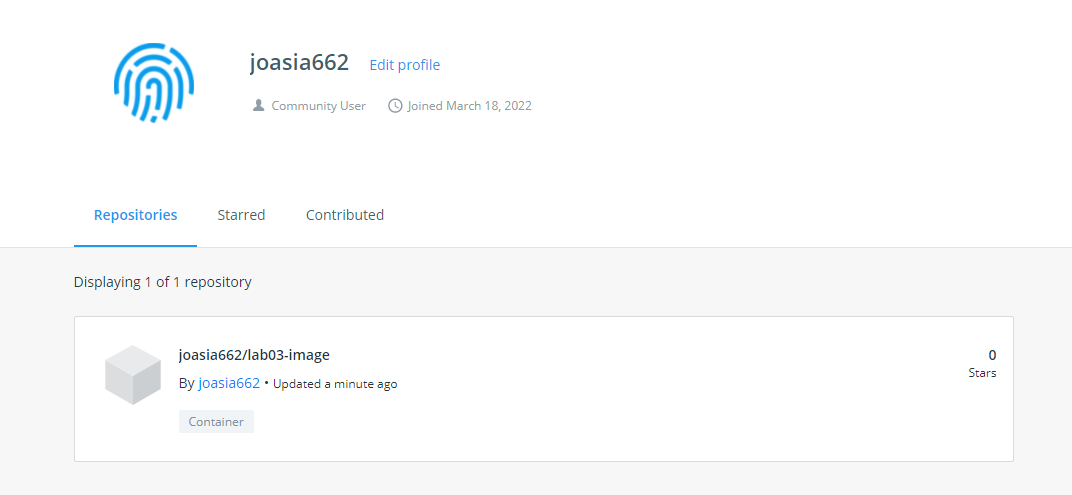 joasia662 Edit profile
Community User Joined March 18, 2022
Repositories Starred Contributed
Displaying 1 of 1 repository
joasia662/lab03-image 0
By joasia662 • Updated a minute ago Stars
Container